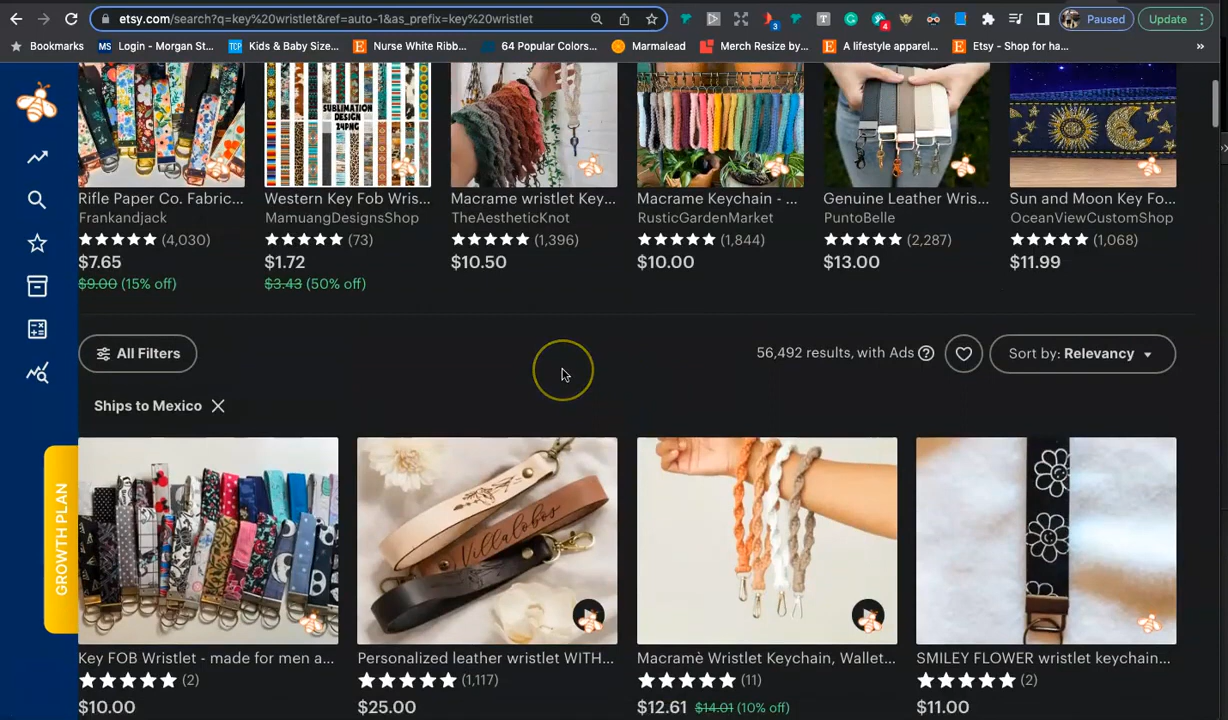 etsy.com/search?q=key%20wristlet&ref=auto-1&as_prefix=key%20wristlet
3
T
4
Paused
Update
Bookmarks
MS Login - Morgan St...
TCP Kids & Baby Size...
E Nurse White Ribb...
64 Popular Colors...
Marmalead
Merch Resize by...
E A lifestyle apparel...
E Etsy - Shop for ha...
»
SUBLIMATION
DESIGN
14PNG
Rifle Paper Co. Fabric...
Western Key Fob Wris...
Macrame wristlet Key...
Macrame Keychain - ...
Genuine Leather Wris...
Sun and Moon Key Fo...
Frankandjack
MamuangDesignsShop
TheAestheticKnot
RusticGardenMarket
PuntoBelle
OceanViewCustomShop
(4,030)
(73)
(1,396)
(1,844)
(2,287)
(1,068)
$7.65
$1.72
$10.50
$10.00
$13.00
$11.99
$9.00 (15% off)
$3.43 (50% off)
All Filters
56,492 results, with Ads ?
Sort by: Relevancy
Ships to Mexico
GROWTH PLAN
Villalobos
Key FOB Wristlet - made for men a...
Personalized leather wristlet WITH...
Macramè Wristlet Keychain, Wallet...
SMILEY FLOWER wristlet keychain...
(2)
(1,117)
(11)
(2)
$10.00
$25.00
$12.61 $14.01 (10% off)
$11.00